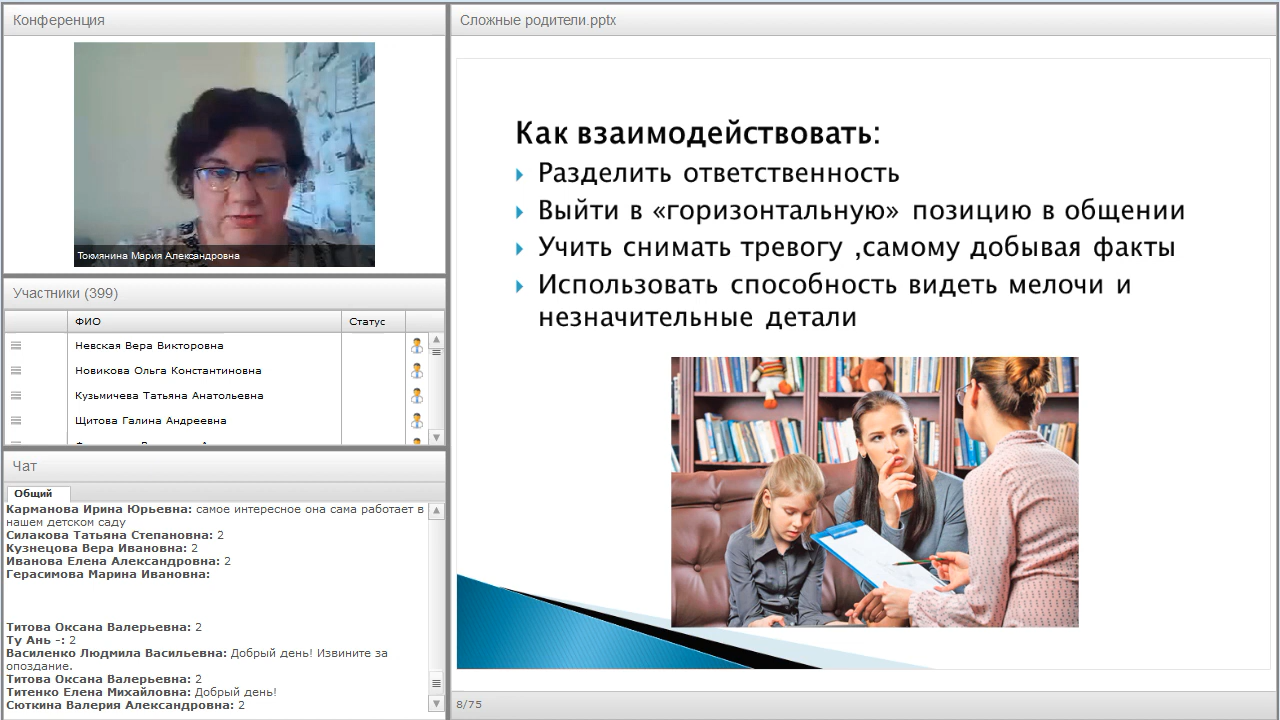 Конференция
Токмянина Мария Александровна
Участники (399)
ФИО
Статус
Невская Вера Викторовна
Новикова Ольга Константиновна
Кузьмичева Татьяна Анатольевна
Щитова Галина Андреевна
Чат
Общий
Карманова Ирина Юрьевна: самое интересное она сама работает в
нашем детском саду
Силакова Татьяна Степановна: 2
Кузнецова Вера Ивановна: 2
Иванова Елена Александровна: 2
Герасимова Марина Ивановна:
Титова Оксана Валерьевна: 2
Ту Ань -: 2
Василенко Людмила Васильевна: Добрый день! Извините за
опоздание.
Титова Оксана Валерьевна: 2
Титенко Елена Михайловна: Добрый день!
Сюткина Валерия Александровна: 2
Сложные родители.pptx
Как взаимодействовать:
Разделить ответственность
Выйти в «горизонтальную» позицию в общении
Учить снимать тревогу ,самому добывая факты
Использовать способность видеть мелочи и
незначительные детали
8/75